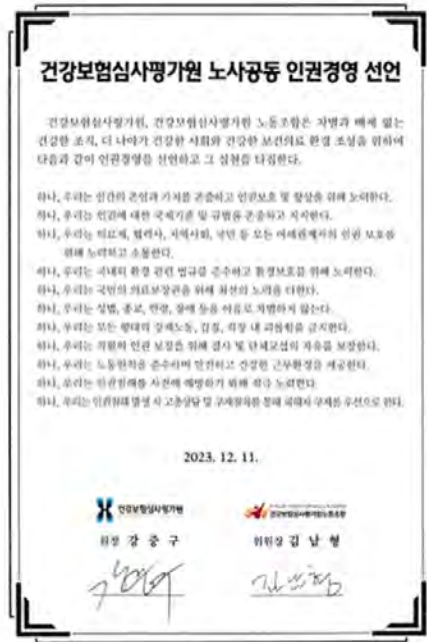 건강보험심사평가원 노사공동 인권경영 선언
건강보험심사평가원, 건강보험심사평가원 노동조합은 차별과 배제 없는
건강한 조직, 더 나아가 건강한 사회와 건강한 보건의료 환경 조성을 위하여
다음과 같이 인권경영을 선언하고 그 실천을 다짐한다.
하나, 우리는 인간의 존엄과 가치를 존중하고 인권보호 및 향상을 위해 노력한다.
하나, 우리는 인권에 대한 국제기준 및 규범을 존중하고 지지한다.
하나, 우리는 의료계, 협력사, 지역사회, 국민 등 모든 이해관계자의 인권 보호를
위해 노력하고 소통한다.
하나, 우리는 국내외 환경 관련 법규를 준수하고 환경보호를 위해 노력한다.
하나, 우리는 국민의 의료보장권을 위해 최선의 노력을 다한다.
하나, 우리는 성별, 종교, 연령, 장애 등을 이유로 차별하지 않는다.
하나, 우리는 모든 형태의 강제노동, 갑질, 직장 내 괴롭힘을 금지한다.
하나, 우리는 직원의 인권 보장을 위해 결사 및 단체교섭의 자유를 보장한다.
하나, 우리는 노동원칙을 준수하며 안전하고 건강한 근무환경을 제공한다.
하나, 우리는 인권침해를 사전에 예방하기 위해 적극 노력한다.
하나, 우리는 인권침해 발생 시 고충상담 및 구제절차를 통해 피해자 구제를 우선으로 한다.
2023. 12. 11.
건강보험심사평가원
건강보험심사평가원노동조합
원장 강 중 구
위원장 김 남 형